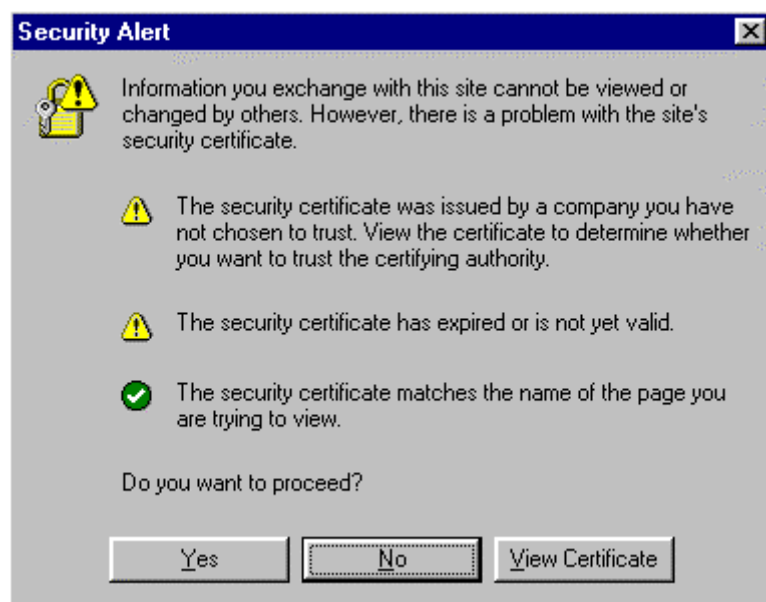 Security Alert
Information you exchange with this site cannot be viewed or
changed by others. However, there is a problem with the site's
security certificate.
The security certificate was issued by a company you have
not chosen to trust. View the certificate to determine whether
you want to trust the certifying authority.
The security certificate has expired or is not yet valid.
The security certificate matches the name of the page you
are trying to view.
Do you want to proceed?
Yes No View Certificate